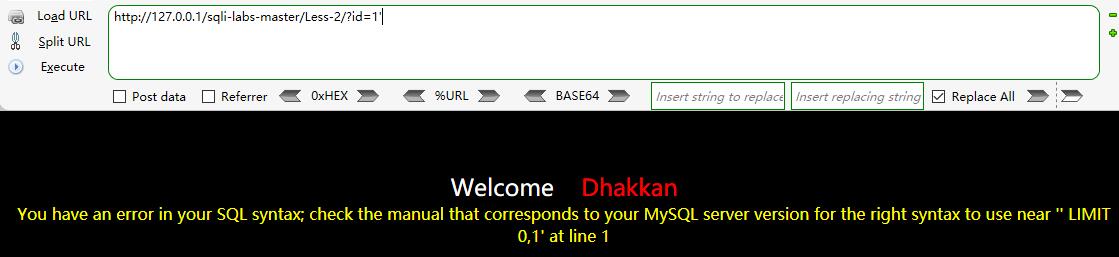 Load URL
http://127.0.0.1/sqli-labs-master/Less-2/?id=1'
Split URL
Execute
Post data Referrer 0xHEX %URL BASE64 Insert string to replace Insert replacing string Replace All
Welcome Dhakkan
You have an error in your SQL syntax; check the manual that corresponds to your MySQL server version for the right syntax to use near '' LIMIT
0,1' at line 1